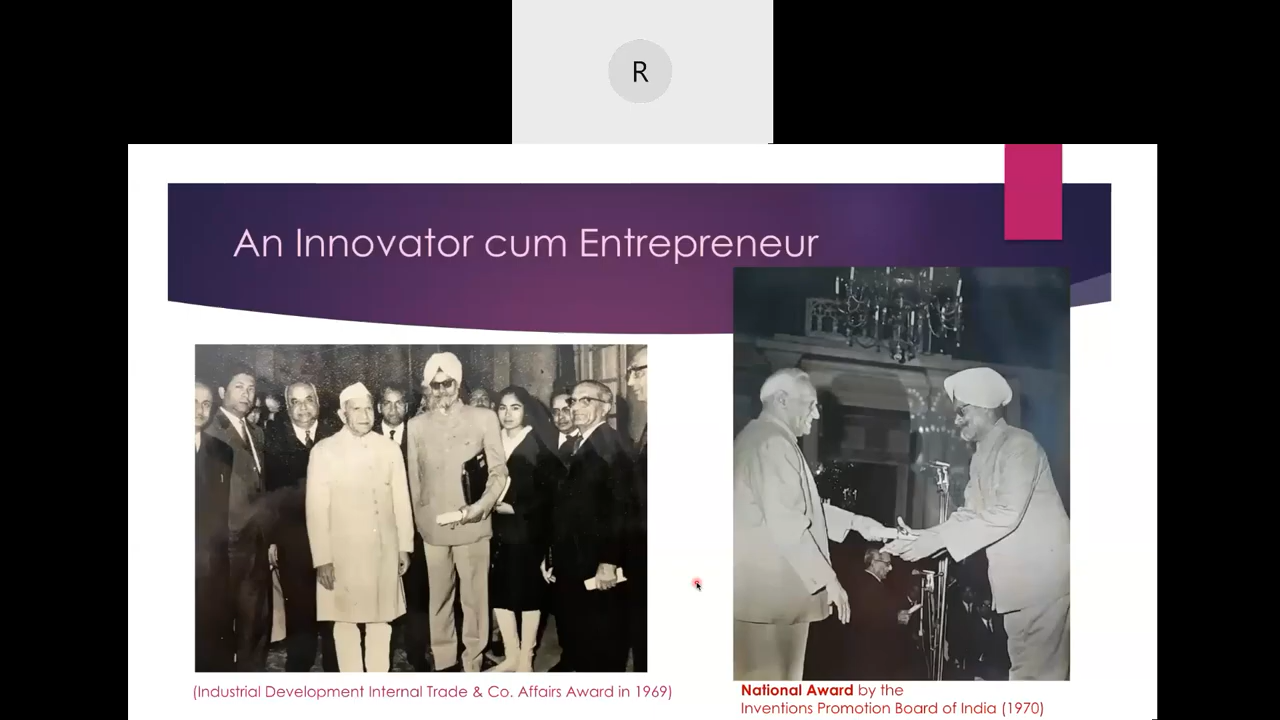 R
An Innovator cum Entrepreneur
(Industrial Development Internal Trade & Co. Affairs Award in 1969)
National Award by the
Inventions Promotion Board of India (1970)